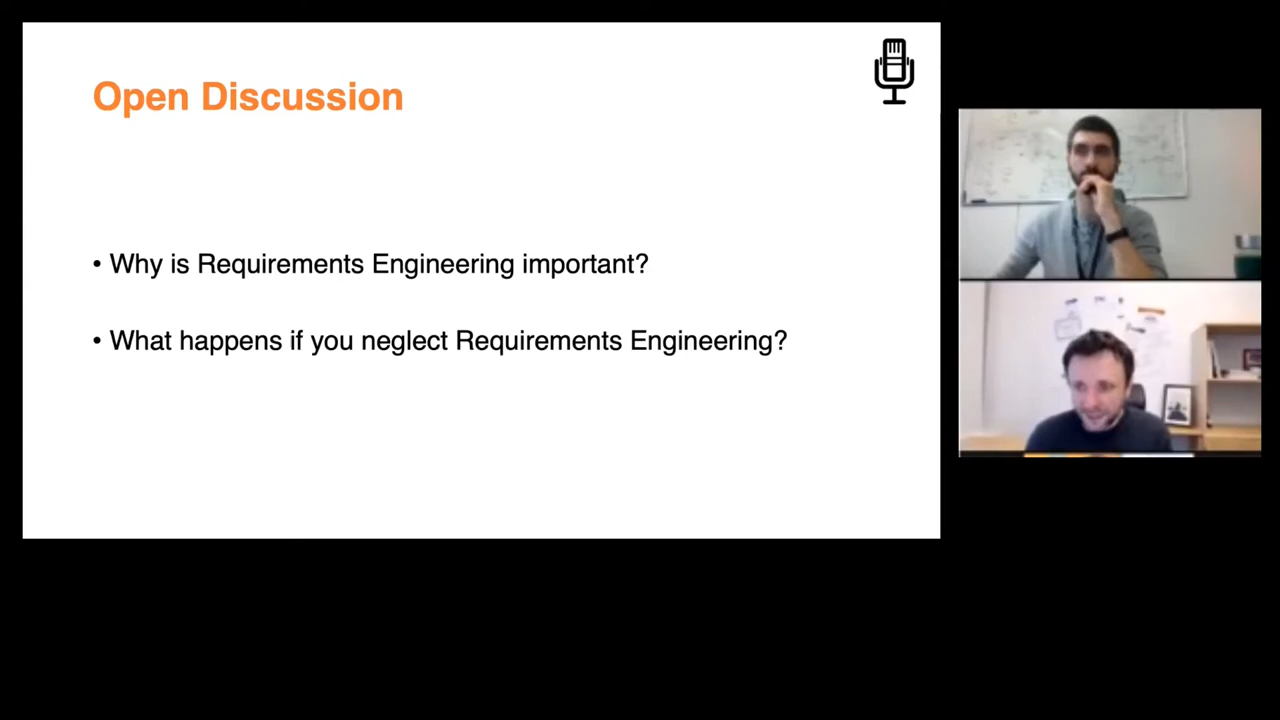 Open Discussion
• Why is Requirements Engineering important?
• What happens if you neglect Requirements Engineering?